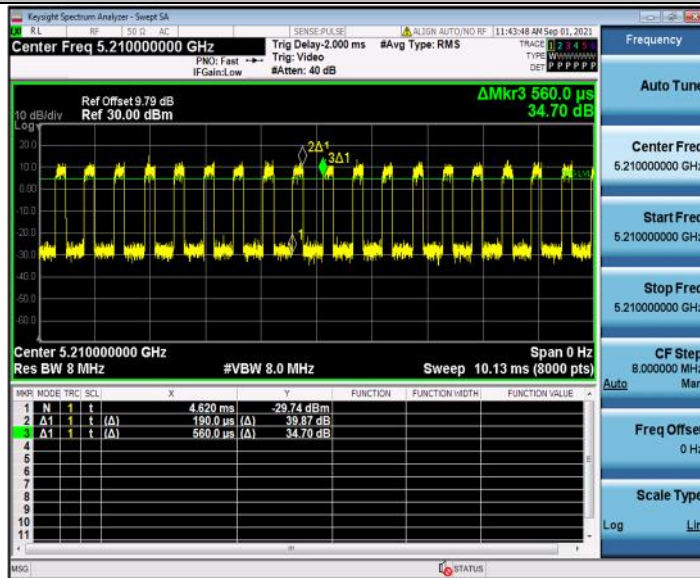 Keysight Spectrum Analyzer - Swept SA
RL RF 50 Ω AC SENSE:PULSE ALIGN AUTO/NO RF 11:43:48 AM Sep 01, 2021
Center Freq 5.210000000 GHz
PNO: Fast
IFGain:Low
Trig Delay-2.000 ms
Trig: Video
#Atten: 40 dB
#Avg Type: RMS
TRACE 1 2 3 4 5 6
TYPE
DET P P P P P P
Frequency
Auto Tune
Center Freq
5.210000000 GHz
Start Freq
5.210000000 GHz
Stop Freq
5.210000000 GHz
CF Step
8.000000 MHz
Auto Man
Freq Offset
0 Hz
Scale Type
Log Lin
ΔMkr3 560.0 µs
34.70 dB
Ref Offset 9.79 dB
10 dB/div Ref 30.00 dBm
Log
20.0
10.0
0.00
-10.0
-20.0
-30.0
-40.0
-50.0
-60.0
2Δ1
3Δ1
1
Center 5.210000000 GHz Span 0 Hz
Res BW 8 MHz #VBW 8.0 MHz Sweep 10.13 ms (8000 pts)
MKR MODE TRC SCL X Y FUNCTION FUNCTION WIDTH FUNCTION VALUE
1 N 1 t 4.620 ms -29.74 dBm
2 Δ1 1 t (Δ) 190.0 µs (Δ) 39.87 dB
3 Δ1 1 t (Δ) 560.0 µs (Δ) 34.70 dB
4
5
6
7
8
9
10
11
MSG STATUS